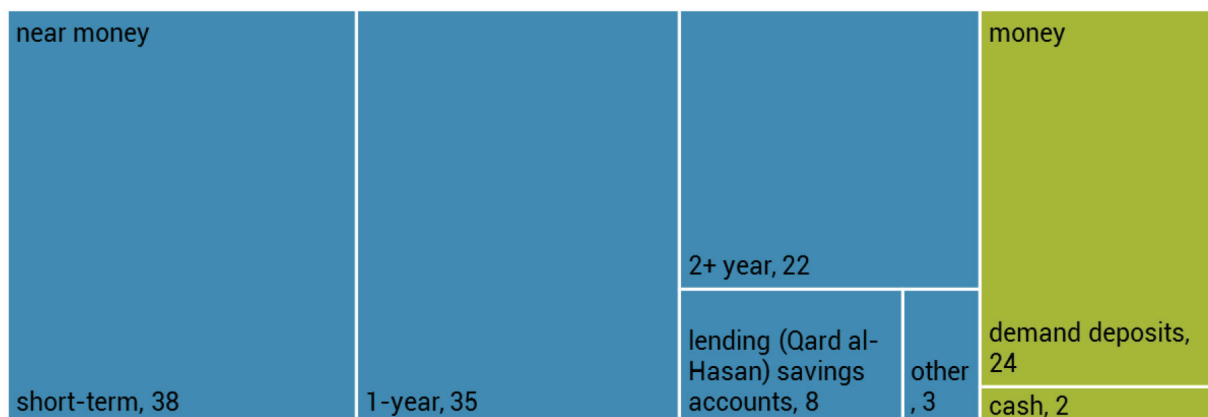 near money
short-term, 38
1-year, 35
2+ year, 22
lending (Qard al-
Hasan) savings
accounts, 8
other
, 3
money
demand deposits,
24
cash, 2